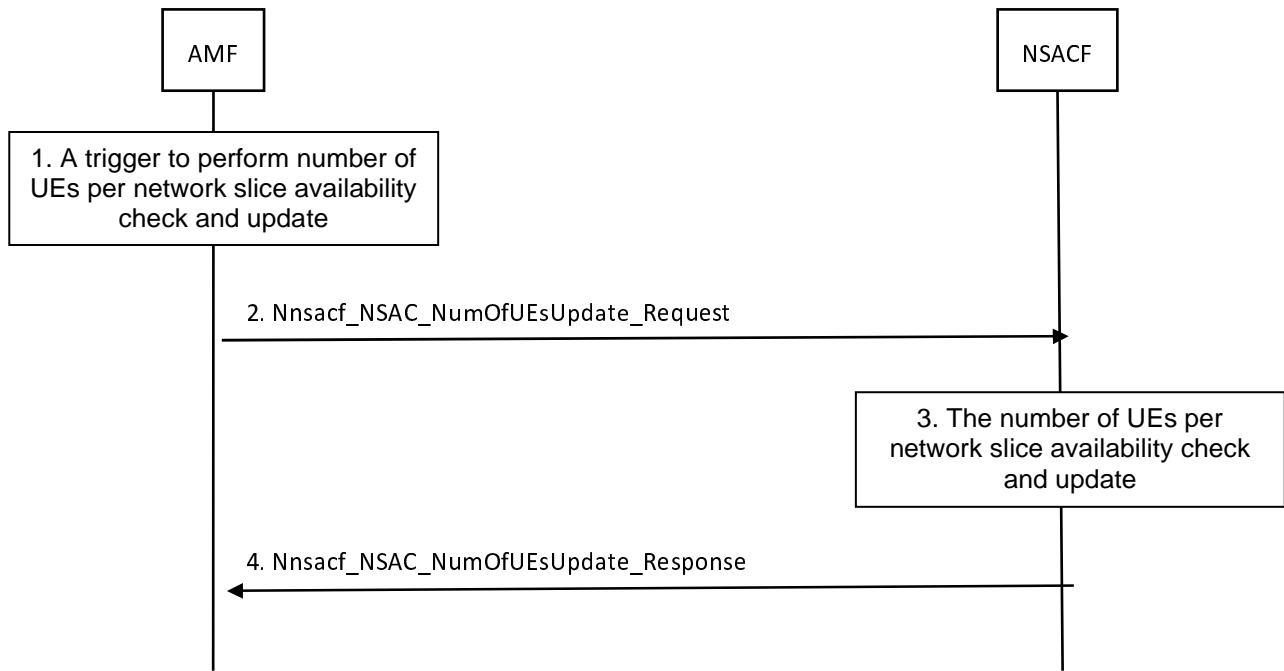 AMF
NSACF
1. A trigger to perform number of
UEs per network slice availability
check and update
2. Nnsacf_NSAC_NumOfUEsUpdate_Request
3. The number of UEs per
network slice availability check
and update
4. Nnsacf_NSAC_NumOfUEsUpdate_Response